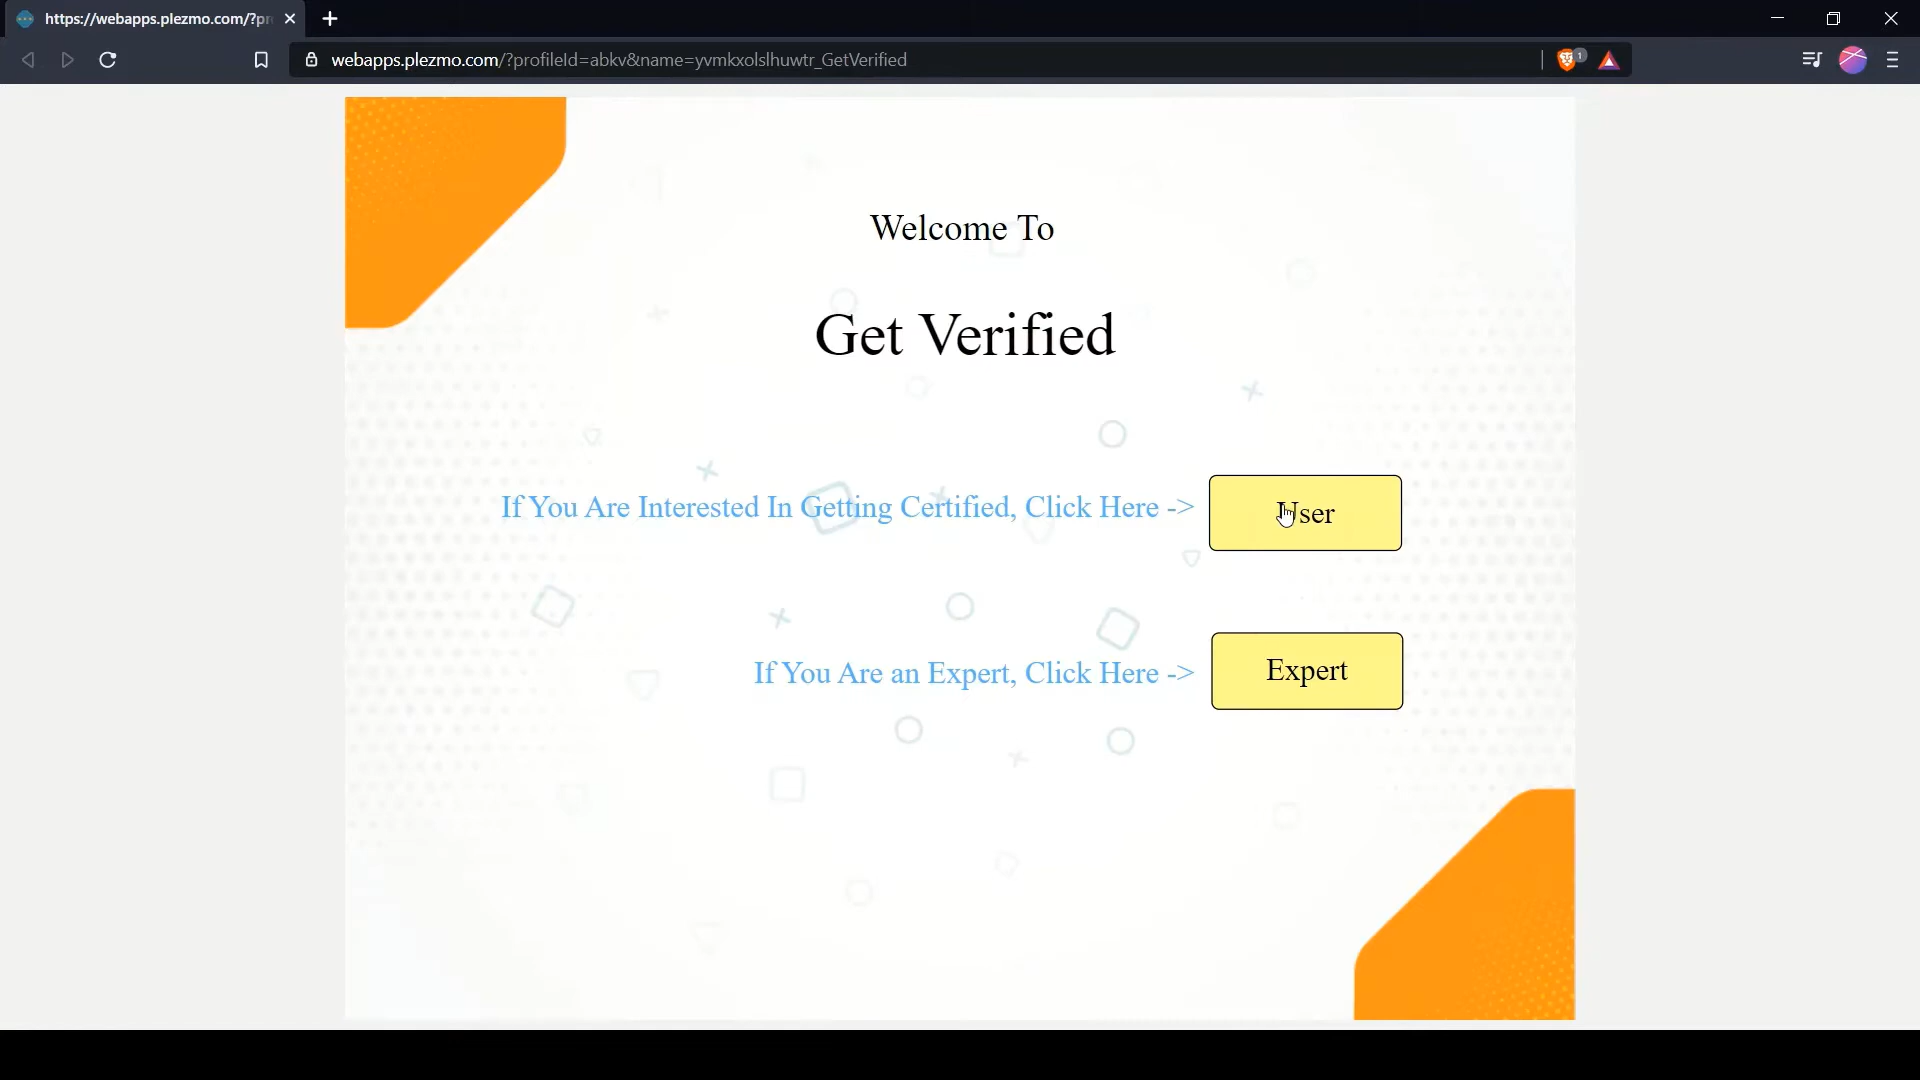 https://webapps.plezmo.com/?pr
webapps.plezmo.com/?profileId=abkv&name=yvmkxolslhuwtr_GetVerified
1
Welcome To
Get Verified
If You Are Interested In Getting Certified, Click Here ->
User
If You Are an Expert, Click Here ->
Expert